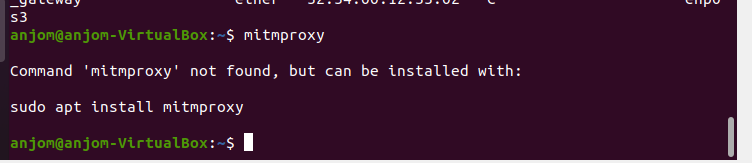 _gateway ether 52:54:00:12:35:02 C enp0
s3
anjom@anjom-VirtualBox:~$ mitmproxy
Command 'mitmproxy' not found, but can be installed with:
sudo apt install mitmproxy
anjom@anjom-VirtualBox:~$